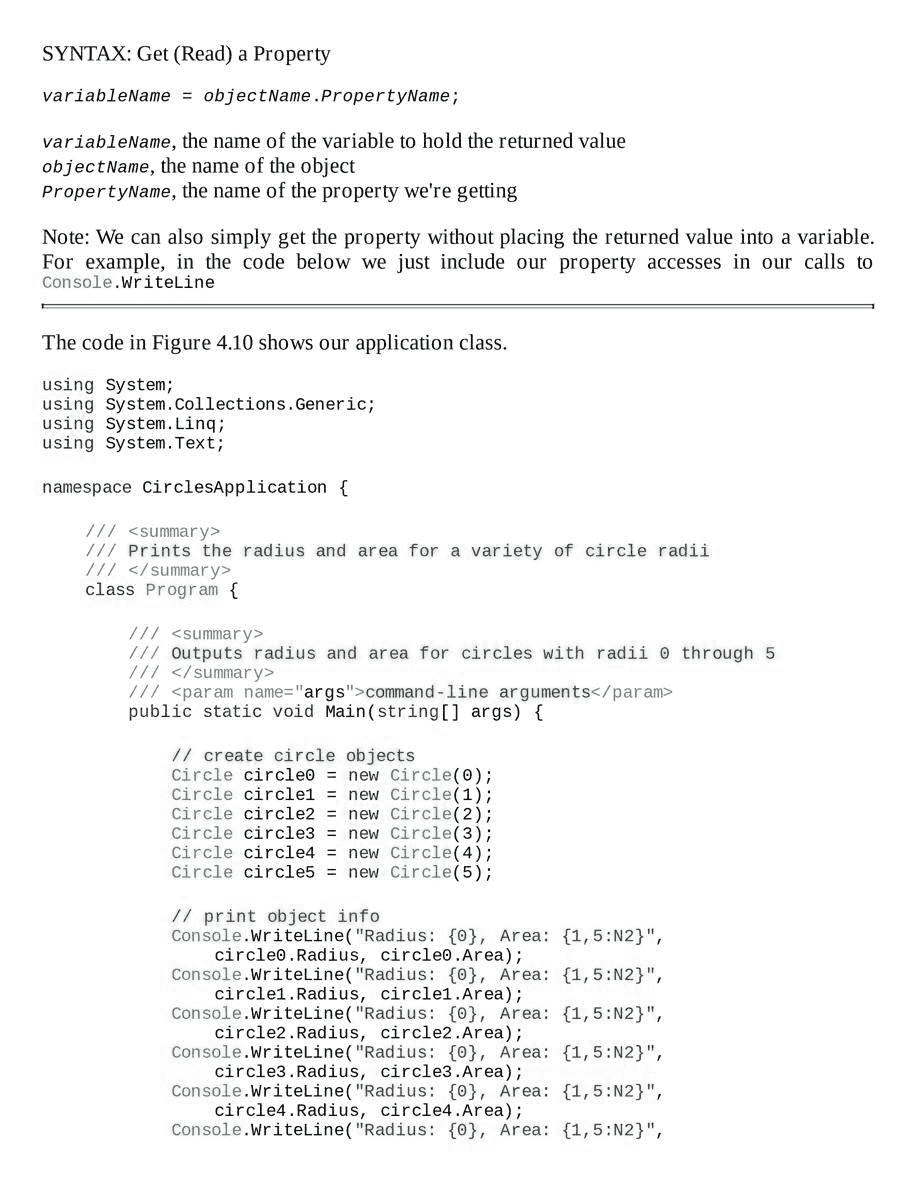 SYNTAX: Get (Read) a Property
variableName = objectName.PropertyName;
variableName, the name of the variable to hold the returned value
objectName, the name of the object
PropertyName, the name of the property we're getting
Note: We can also simply get the property without placing the returned value into a variable.
For example, in the code below we just include our property accesses in our calls to
Console.WriteLine
The code in Figure 4.10 shows our application class.
using System;
using System.Collections.Generic;
using System.Linq;
using System.Text;
namespace CirclesApplication {
/// <summary>
/// Prints the radius and area for a variety of circle radii
/// </summary>
class Program {
/// <summary>
/// Outputs radius and area for circles with radii 0 through 5
/// </summary>
/// <param name="args">command-line arguments</param>
public static void Main(string[] args) {
// create circle objects
Circle circle0 = new Circle(0);
Circle circle1 = new Circle(1);
Circle circle2 = new Circle(2);
Circle circle3 = new Circle(3);
Circle circle4 = new Circle(4);
Circle circle5 = new Circle(5);
// print object info
Console.WriteLine("Radius: {0}, Area: {1,5:N2}",
circle0.Radius, circle0.Area);
Console.WriteLine("Radius: {0}, Area: {1,5:N2}",
circle1.Radius, circle1.Area);
Console.WriteLine("Radius: {0}, Area: {1,5:N2}",
circle2.Radius, circle2.Area);
Console.WriteLine("Radius: {0}, Area: {1,5:N2}",
circle3.Radius, circle3.Area);
Console.WriteLine("Radius: {0}, Area: {1,5:N2}",
circle4.Radius, circle4.Area);
Console.WriteLine("Radius: {0}, Area: {1,5:N2}",